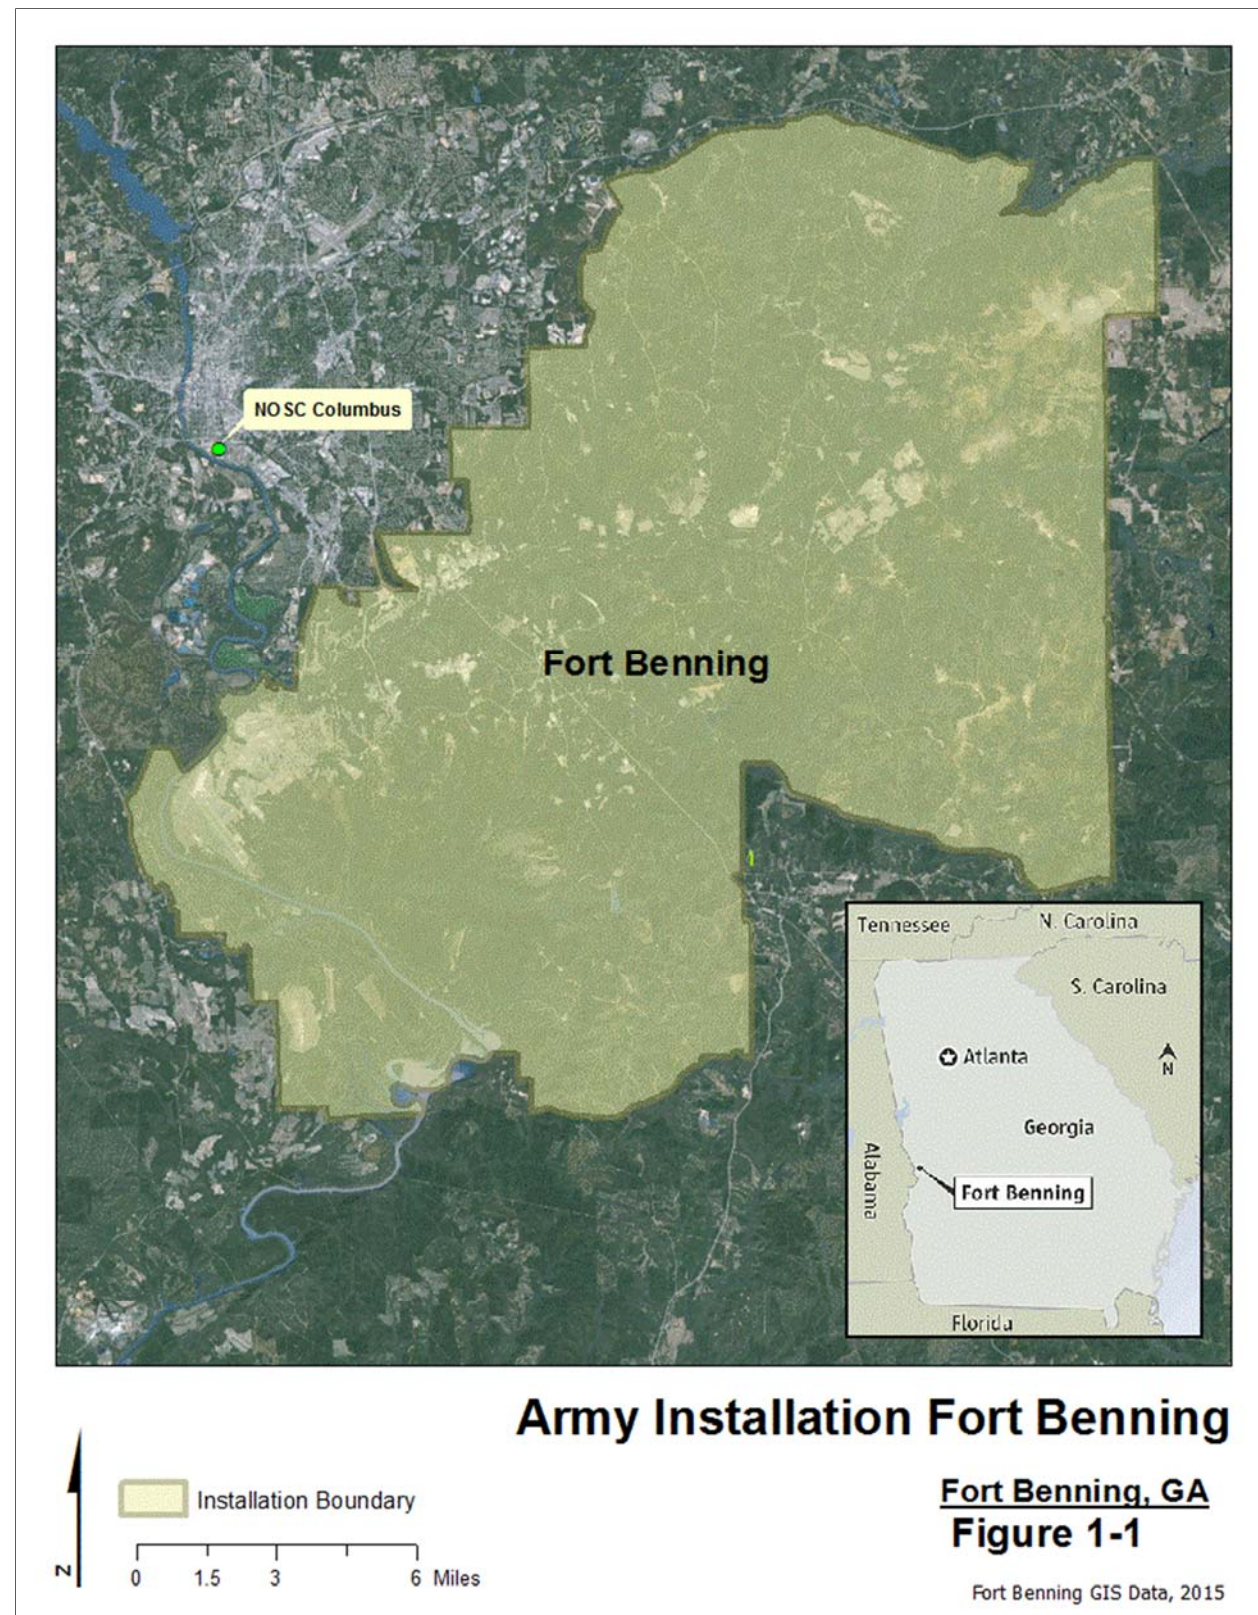 NOSC Columbus
Fort Benning
Tennessee
N. Carolina
S. Carolina
Atlanta
N
Georgia
Alabama
Fort Benning
Florida
Army Installation Fort Benning
Fort Benning, GA
Figure 1-1
Fort Benning GIS Data, 2015
N
Installation Boundary
0 1.5 3 6 Miles